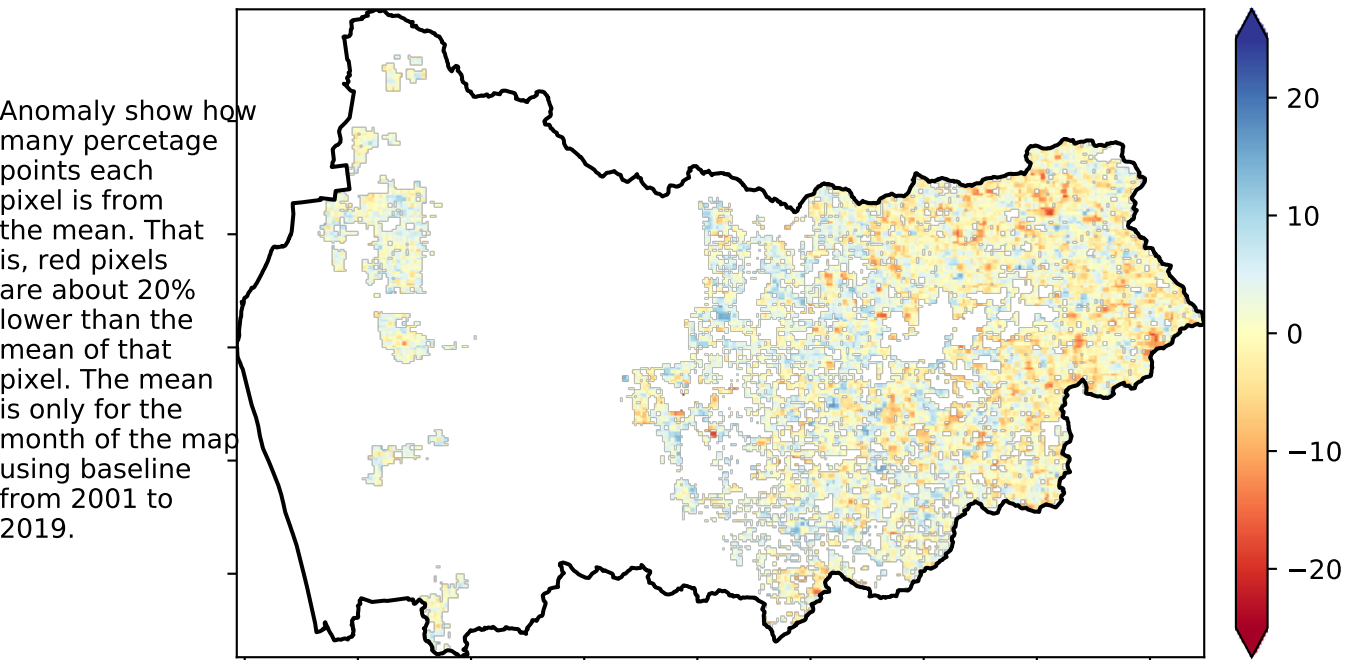 Anomaly show how
many percetage
points each
pixel is from
the mean. That
is, red pixels
are about 20%
lower than the
mean of that
pixel. The mean
is only for the
month of the map
using baseline
from 2001 to
2019.
20
10
0
−10
−20